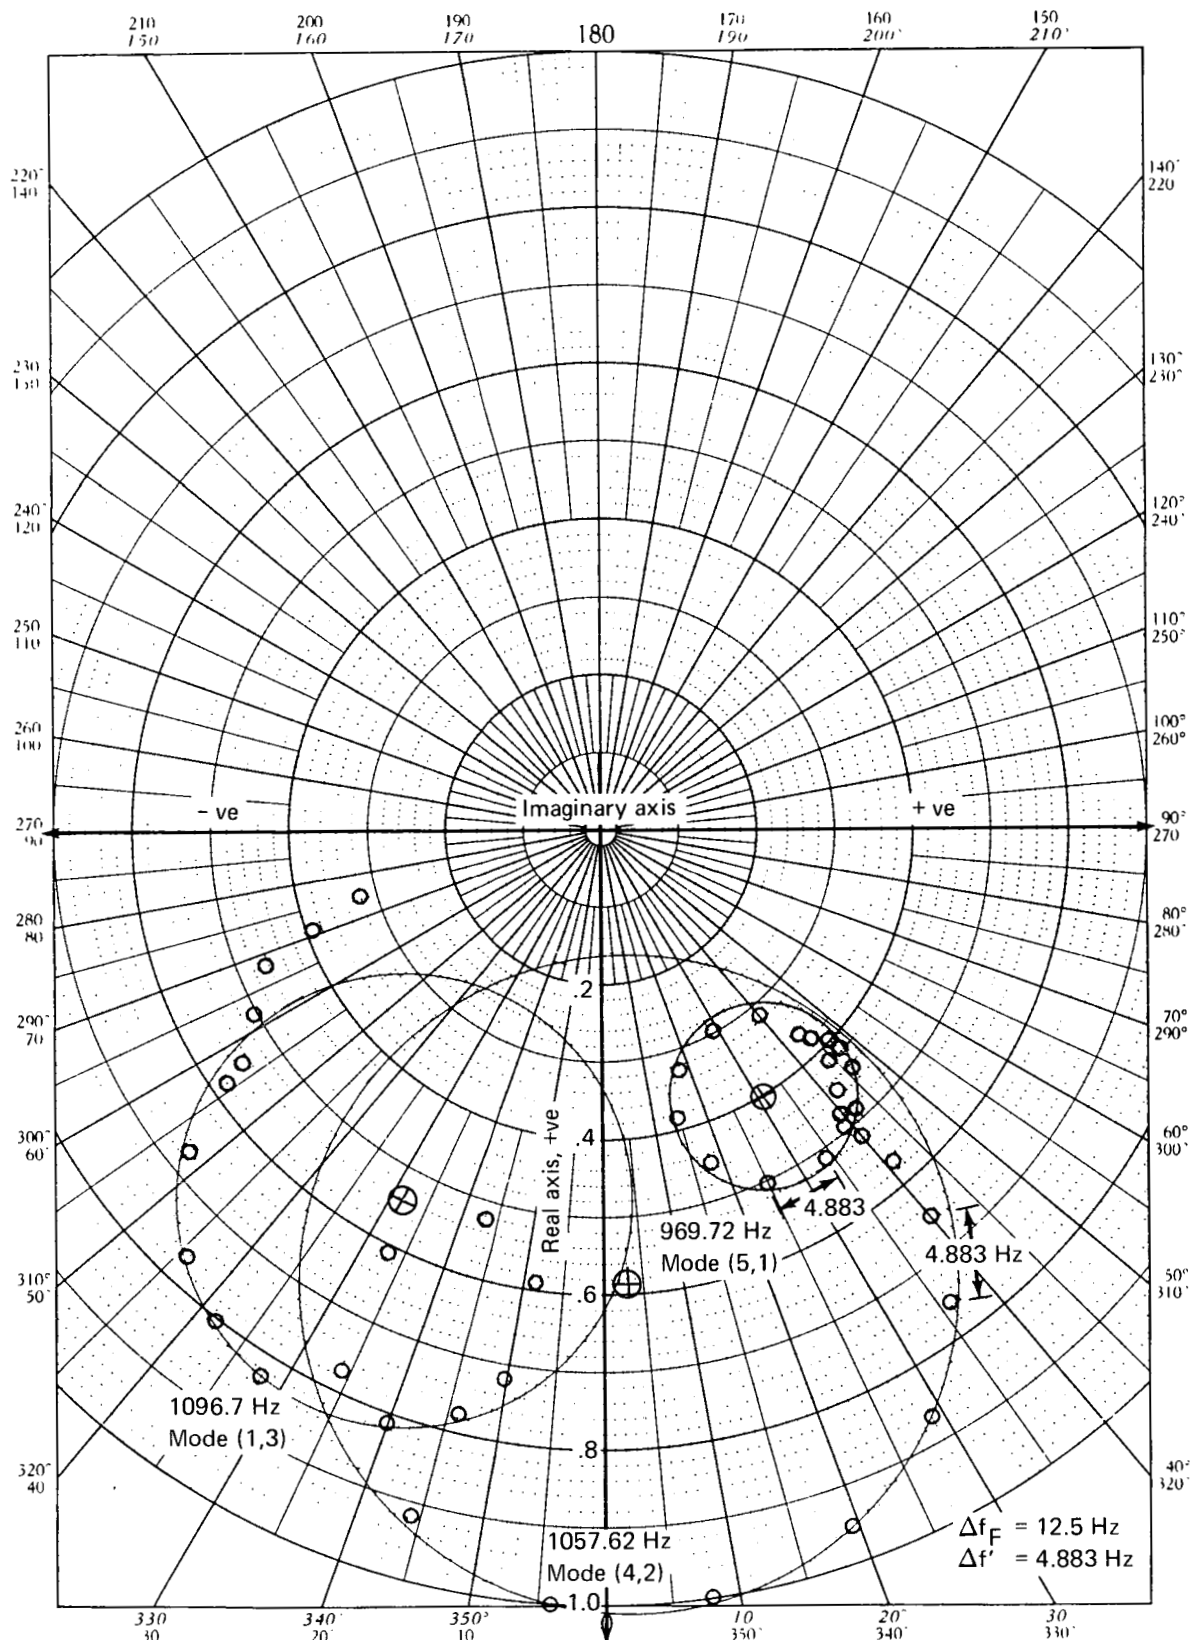 210 200 190 170 160 150
150 160 170 180 190 200° 210°
220° 140°
140 220
230 130°
150 230°
240° 120°
120 240°
250 110°
110 250°
260 100°
100 260°
- ve Imaginary axis + ve
270 90°
90 270
280 80°
80 280°
.2
290° 70°
70 290°
Real axis, +ve
.4
300° 60°
60° 300°
4.883
969.72 Hz
Mode (5,1)
4.883 Hz
310° 50°
50° 310°
.6
1096.7 Hz
Mode (1,3)
.8
320° 40°
40 320°
1057.62 Hz
Mode (4,2)
Δf_F = 12.5 Hz
Δf' = 4.883 Hz
1.0
330 340° 350° 10 20° 30
30 20° 10 350° 340° 330°